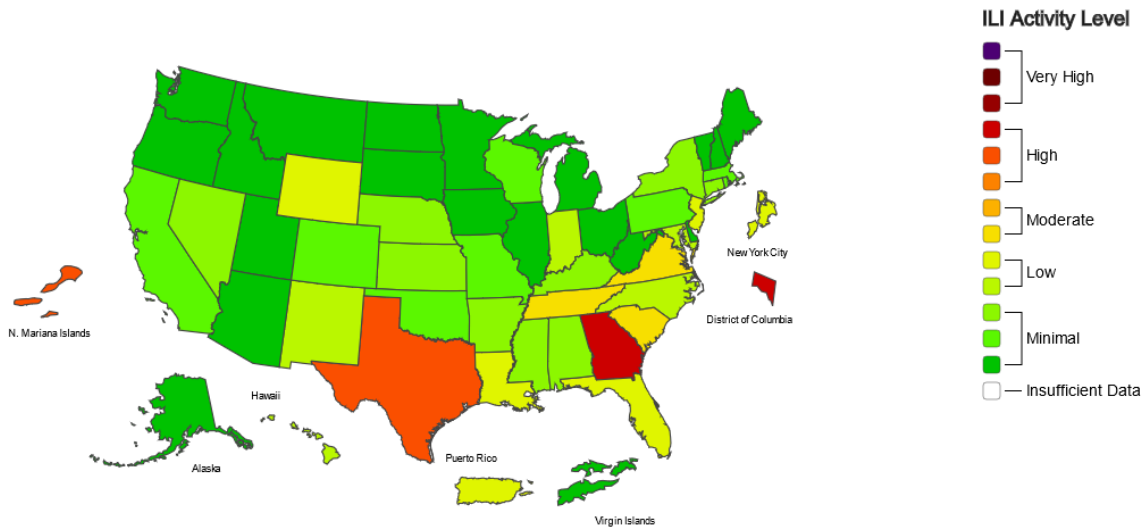 ILI Activity Level
Very High
High
Moderate
Low
Minimal
Insufficient Data
New York City
District of Columbia
N. Mariana Islands
Hawaii
Alaska
Puerto Rico
Virgin Islands